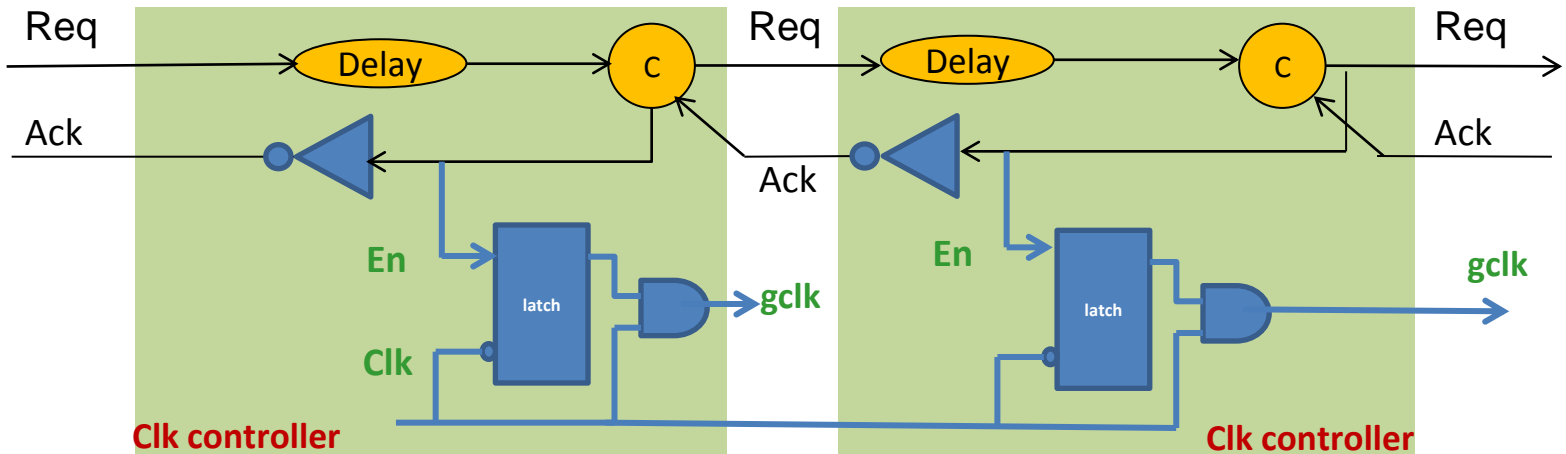 Req
Req
Req
Delay
C
Delay
C
Ack
Ack
Ack
En
En
latch
latch
gclk
gclk
Clk
Clk controller
Clk controller